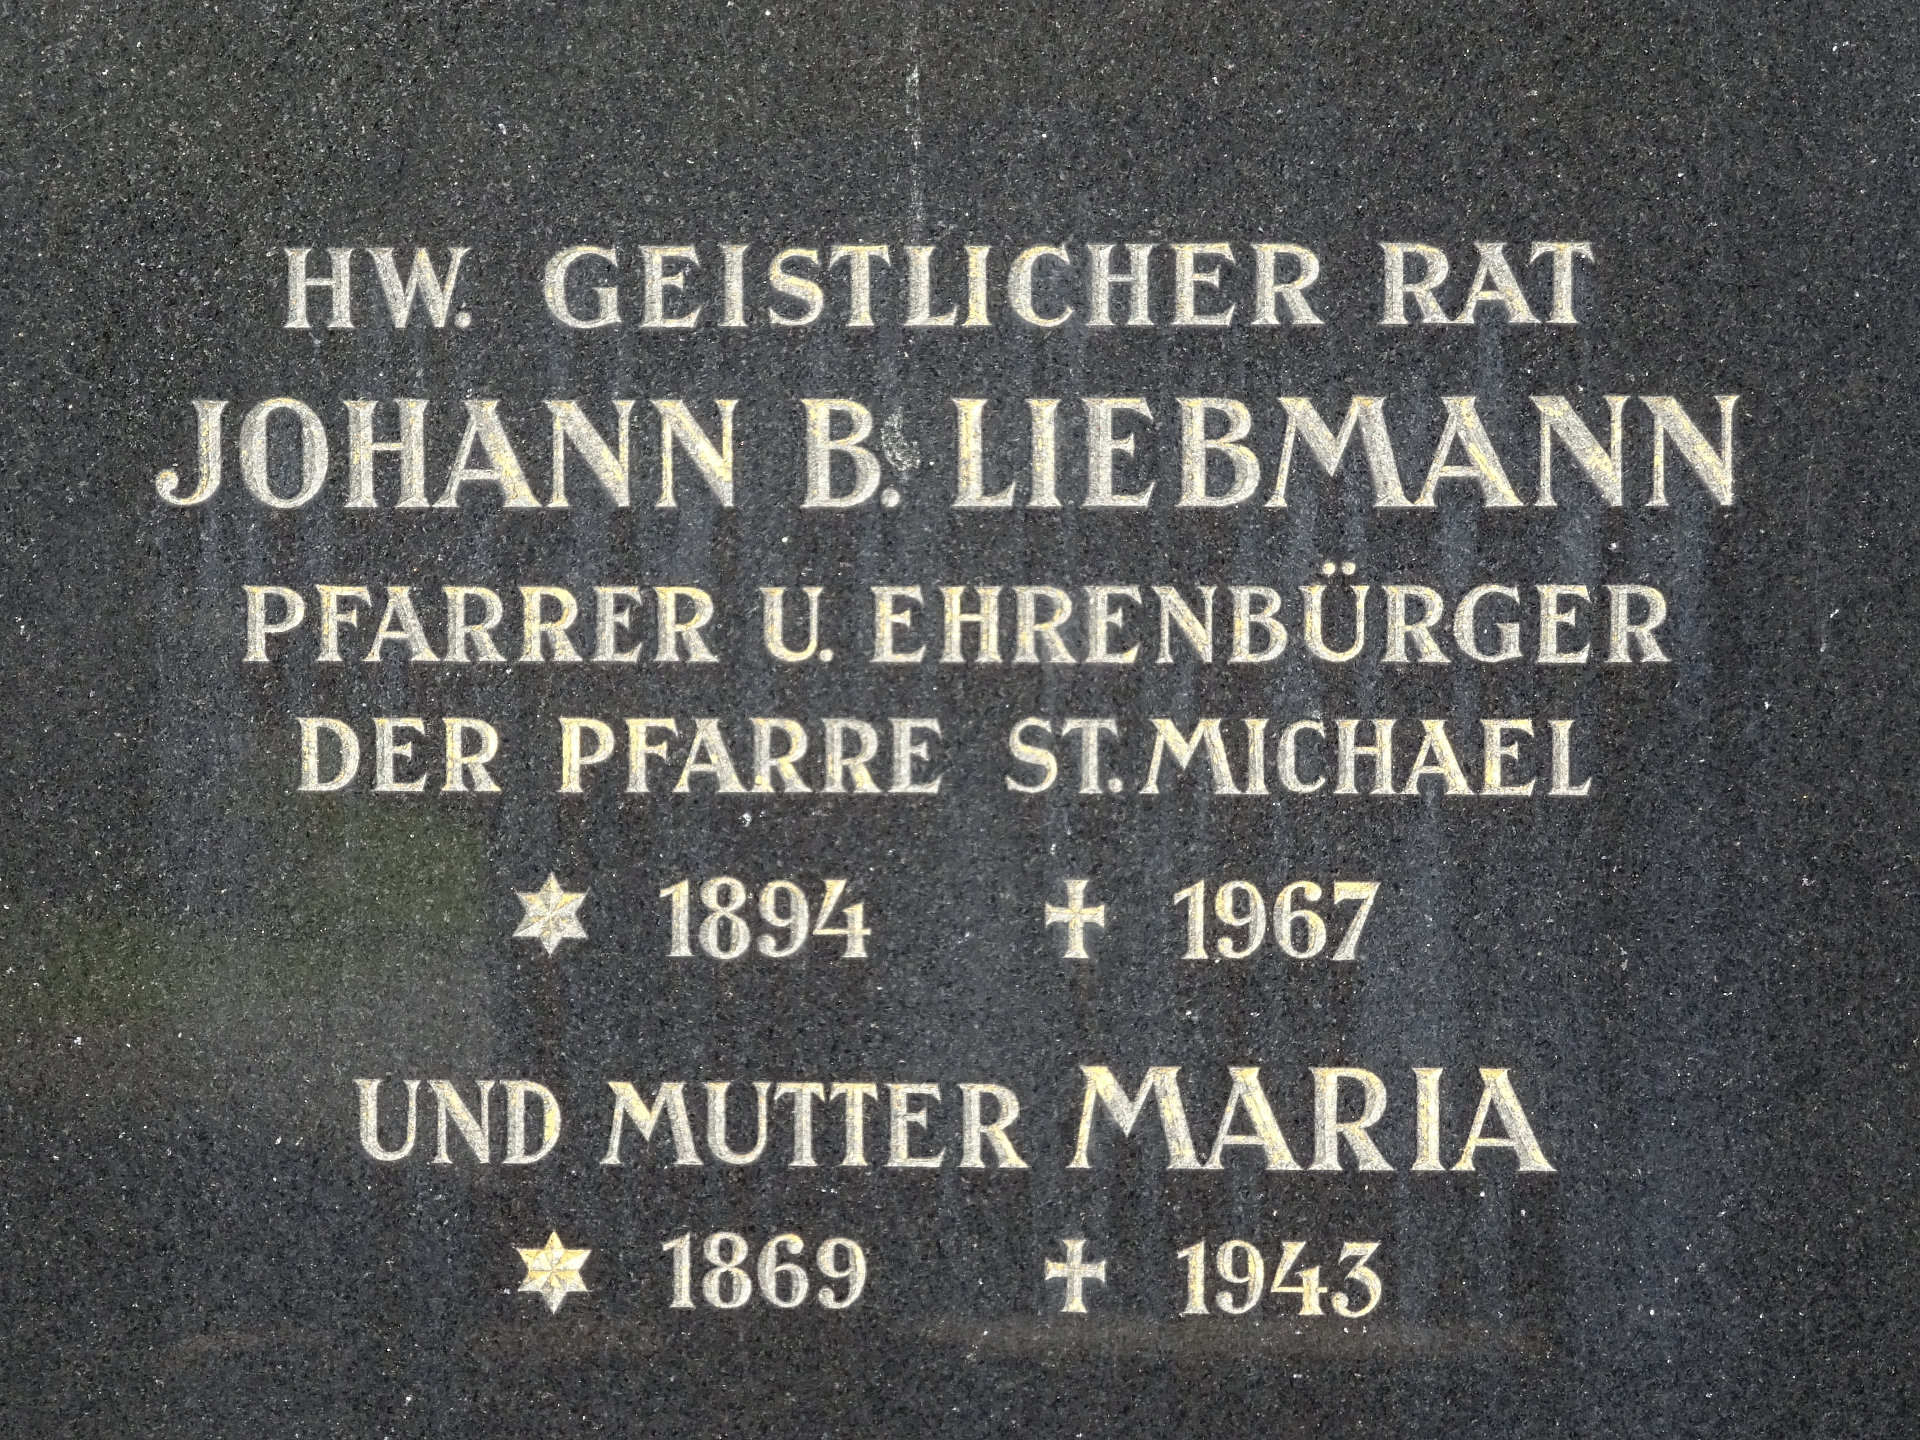 HW. GEISTLICHER RAT
JOHANN B. LIEBMANN
PFARRER U. EHRENBÜRGER
DER PFARRE ST. MICHAEL
✶ 1894 ✝ 1967
UND MUTTER MARIA
✶ 1869 ✝ 1943